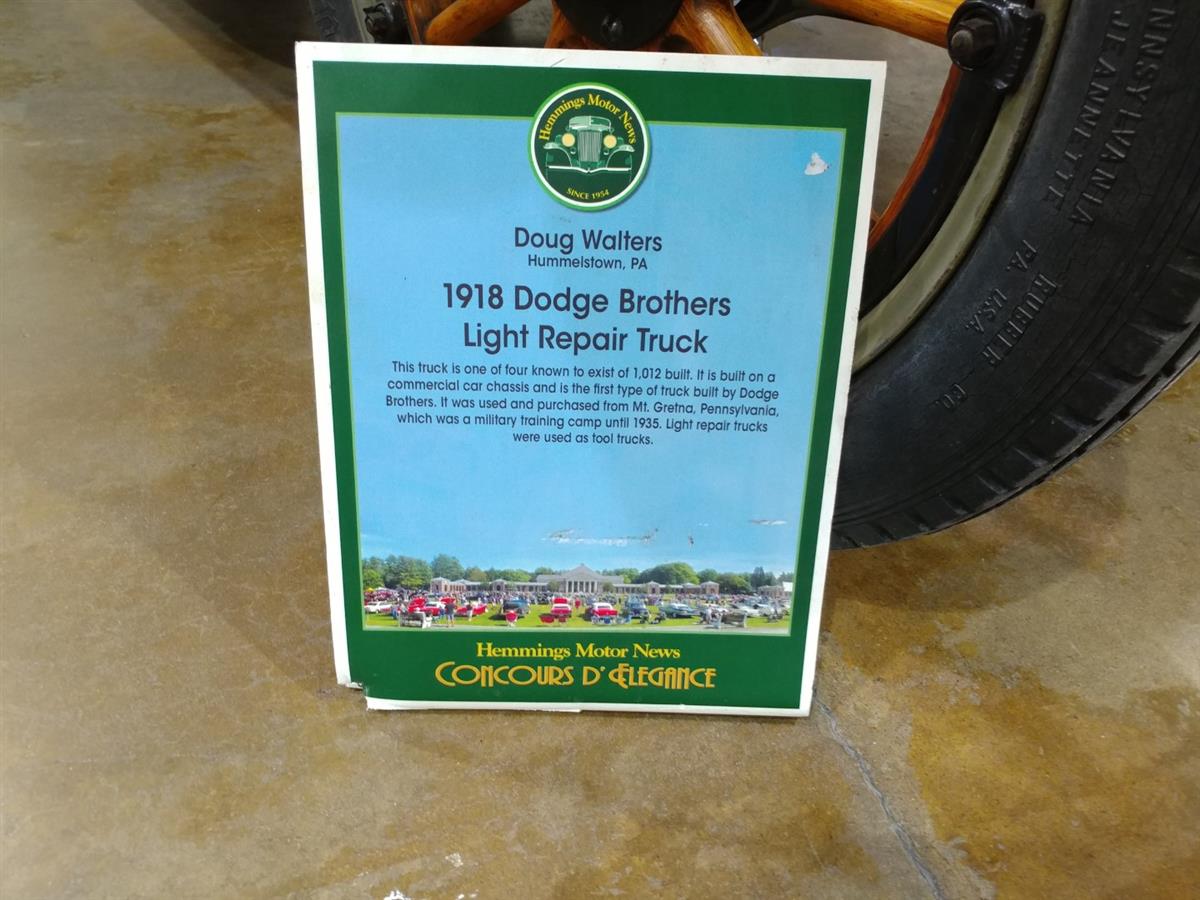 Hemmings Motor News
SINCE 1954
Doug Walters
Hummelstown, PA
1918 Dodge Brothers
Light Repair Truck
This truck is one of four known to exist of 1,012 built. It is built on a
commercial car chassis and is the first type of truck built by Dodge
Brothers. It was used and purchased from Mt. Gretna, Pennsylvania,
which was a military training camp until 1935. Light repair trucks
were used as tool trucks.
Hemmings Motor News
CONCOURS D' ELEGANCE
NNSYLVANIA RUBBER CO.
JEANNETTE PA. U.S.A.